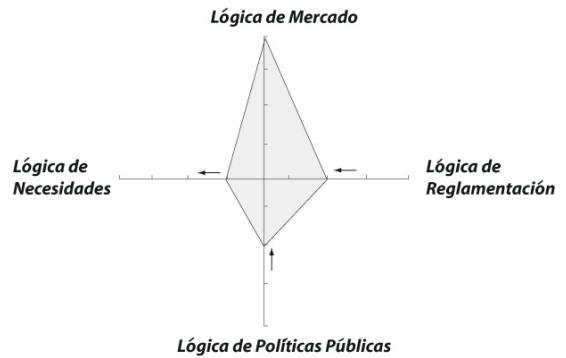 Lógica de Mercado
Lógica de
Necesidades
Lógica de
Reglamentación
Lógica de Políticas Públicas